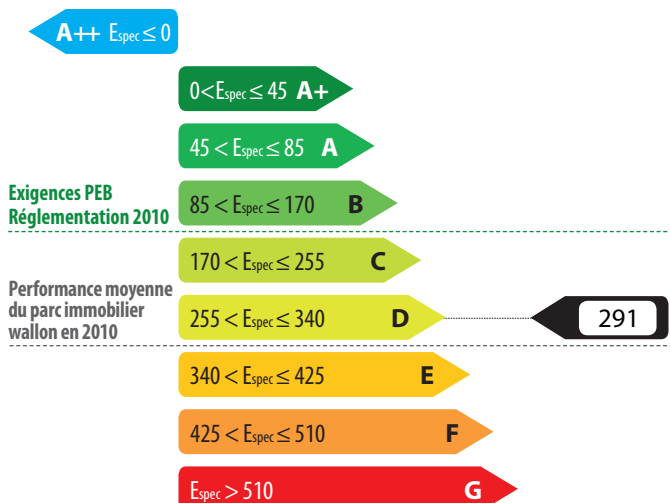 A++ Espec ≤ 0
0<Espec ≤ 45 A+
45 < Espec ≤ 85 A
Exigences PEB
Réglementation 2010
85 < Espec ≤ 170 B
170 < Espec ≤ 255 C
Performance moyenne
du parc immobilier
wallon en 2010
255 < Espec ≤ 340 D
291
340 < Espec ≤ 425 E
425 < Espec ≤ 510 F
Espec > 510 G